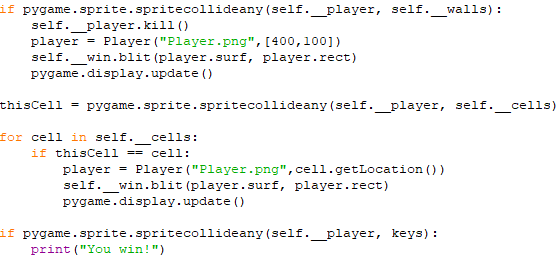 if pygame.sprite.spritecollideany(self.__player, self.__walls):
    self.__player.kill()
    player = Player("Player.png",[400,100])
    self.__win.blit(player.surf, player.rect)
    pygame.display.update()
thisCell = pygame.sprite.spritecollideany(self.__player, self.__cells)
for cell in self.__cells:
    if thisCell == cell:
        player = Player("Player.png",cell.getLocation())
        self.__win.blit(player.surf, player.rect)
        pygame.display.update()
if pygame.sprite.spritecollideany(self.__player, keys):
    print("You win!")